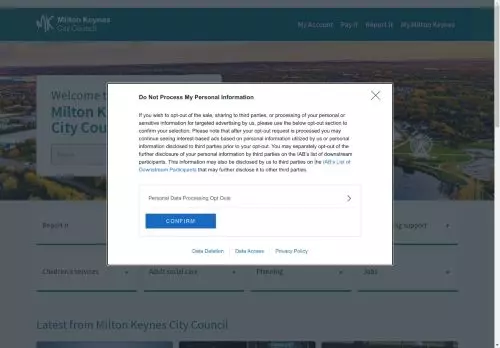 Milton Keynes
City Council
My Account Pay it Report it My Milton Keynes
Welcome to
Milton Keynes
City Council
Search
Do Not Process My Personal Information
If you wish to opt-out of the sale, sharing to third parties, or processing of your personal or
sensitive information for targeted advertising by us, please use the below opt-out section to
confirm your selection. Please note that after your opt-out request is processed you may
continue seeing interest-based ads based on personal information utilized by us or personal
information disclosed to third parties prior to your opt-out. You may separately opt-out of the
further disclosure of your personal information by third parties on the IAB's list of downstream
participants. This information may also be disclosed by us to third parties on the IAB's List of
Downstream Participants that may further disclose it to other third parties.
Personal Data Processing Opt Outs
CONFIRM
Data Deletion Data Access Privacy Policy
Report it
support
Children's services Adult social care Planning Jobs
Latest from Milton Keynes City Council